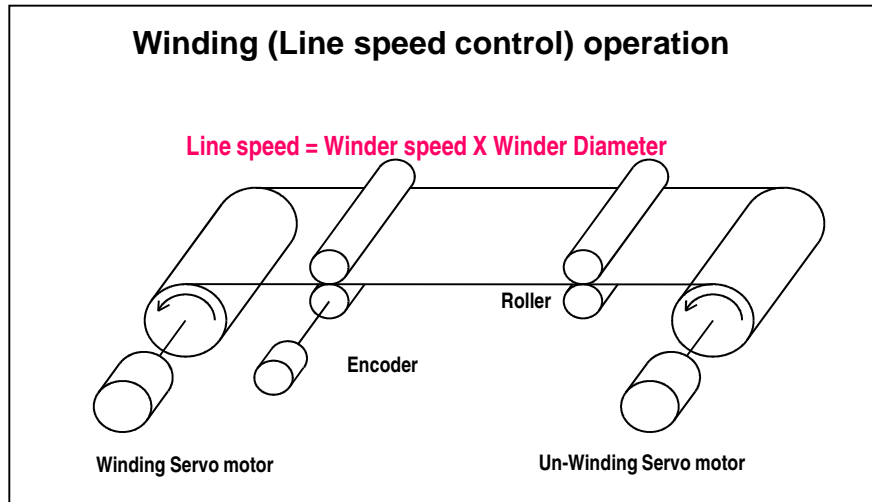 Winding (Line speed control) operation
Line speed = Winder speed X Winder Diameter
Roller
Encoder
Winding Servo motor
Un-Winding Servo motor